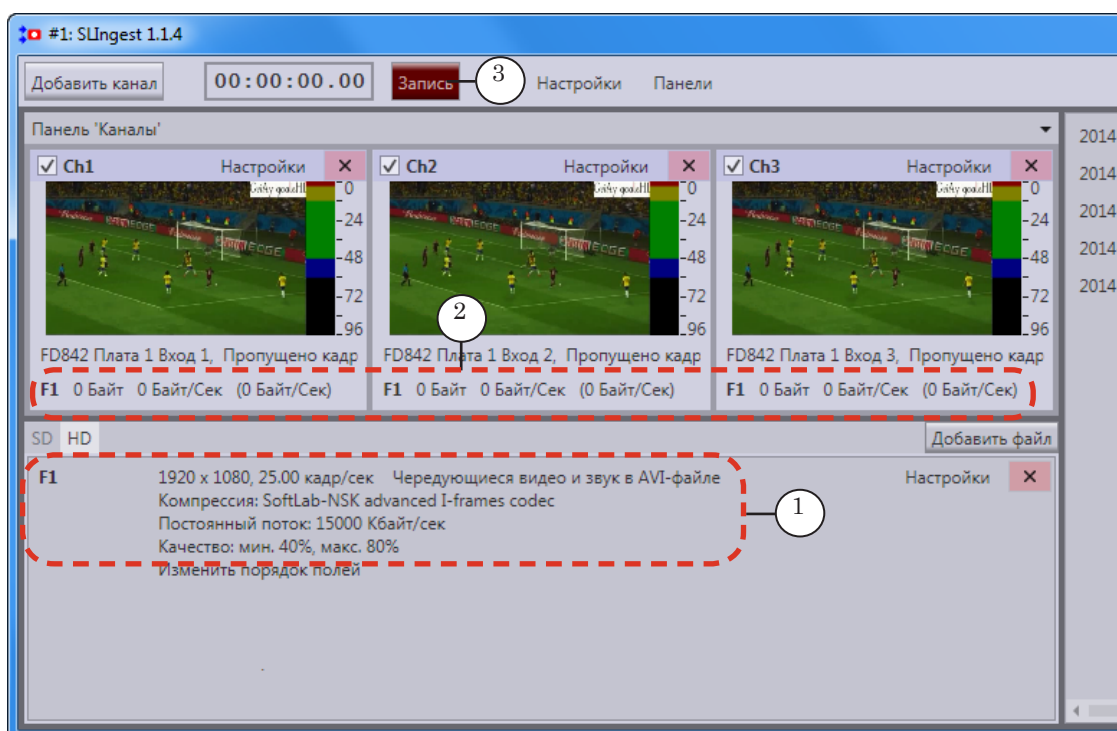 #1: SLIngest 1.1.4
Добавить канал 00:00:00.00 Запись 3 Настройки Панели
Панель 'Каналы'
Ch1 Настройки Ch2 Настройки Ch3 Настройки
0 0 0
-24 -24 -24
-48 -48 -48
-72 -72 -72
-96 -96 -96
2
FD842 Плата 1 Вход 1, Пропущено кадр FD842 Плата 1 Вход 2, Пропущено кадр FD842 Плата 1 Вход 3, Пропущено кадр
F1 0 Байт 0 Байт/Сек (0 Байт/Сек) F1 0 Байт 0 Байт/Сек (0 Байт/Сек) F1 0 Байт 0 Байт/Сек (0 Байт/Сек)
2014
2014
2014
2014
2014
SD HD Добавить файл
F1 1920 x 1080, 25.00 кадр/сек Чередующиеся видео и звук в AVI-файле Настройки
Компрессия: SoftLab-NSK advanced I-frames codec
Постоянный поток: 15000 Кбайт/сек 1
Качество: мин. 40%, макс. 80%
Изменить порядок полей